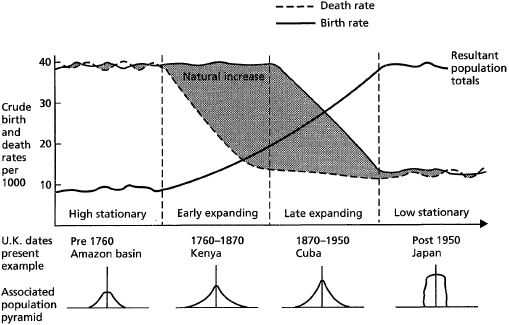 Death rate
Birth rate
Resultant
population
totals
Natural increase
Crude
birth
and
death
rates
per
1000
40
30
20
10
High stationary
Early expanding
Late expanding
Low stationary
U.K. dates
present
example
Pre 1760
Amazon basin
1760–1870
Kenya
1870–1950
Cuba
Post 1950
Japan
Associated
population
pyramid